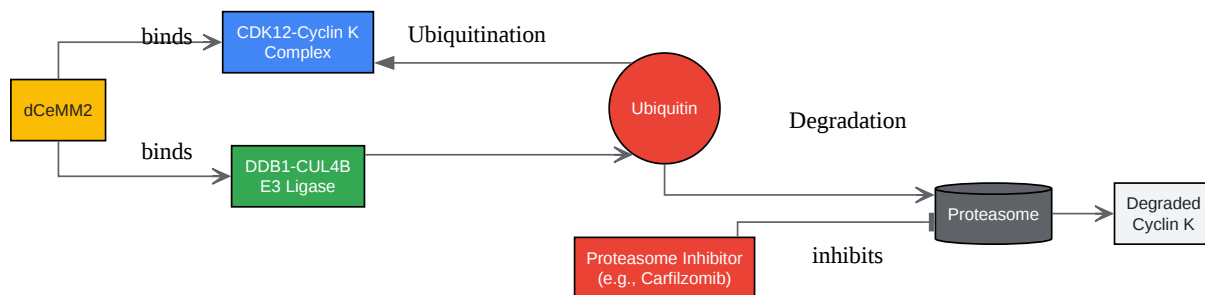 binds
CDK12-Cyclin K
Complex
Ubiquitination
dCeMM2
Ubiquitin
Degradation
binds
DDB1-CUL4B
E3 Ligase
Proteasome
Degraded
Cyclin K
Proteasome Inhibitor
(e.g., Carfilzomib)
inhibits